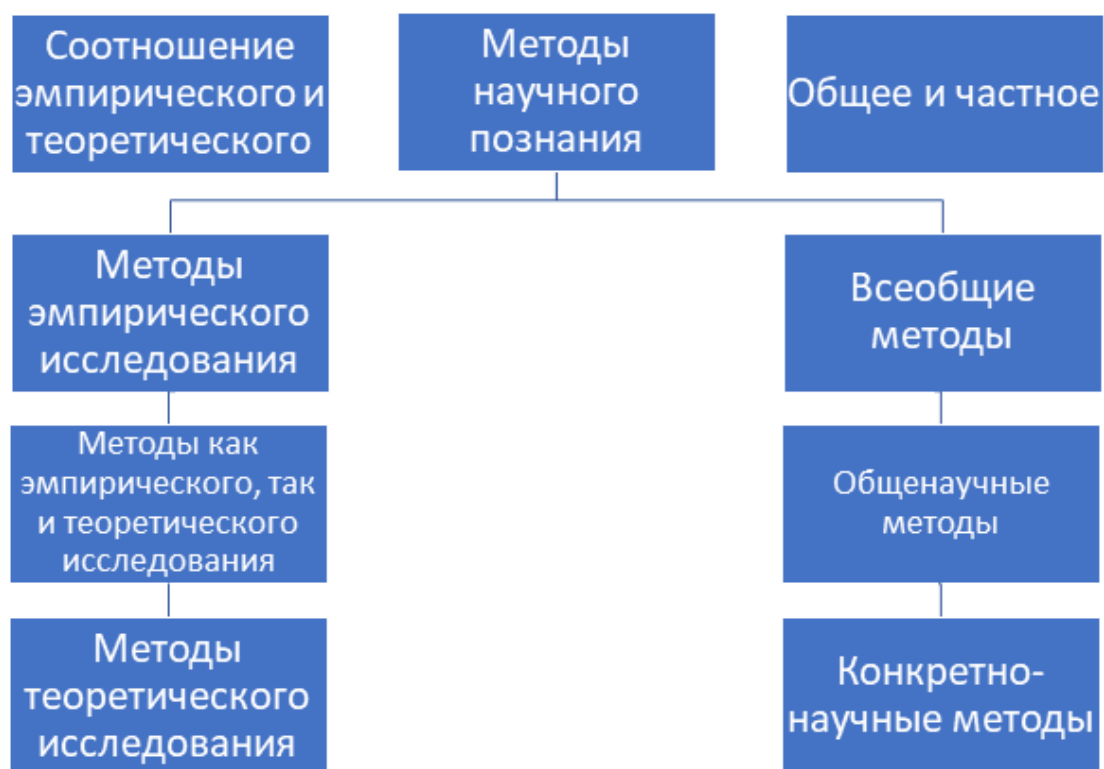 Соотношение
эмпирического и
теоретического
Методы
научного
познания
Общее и частное
Методы
эмпирического
исследования
Всеобщие
методы
Методы как
эмпирического, так
и теоретического
исследования
Общенаучные
методы
Методы
теоретического
исследования
Конкретно-
научные методы